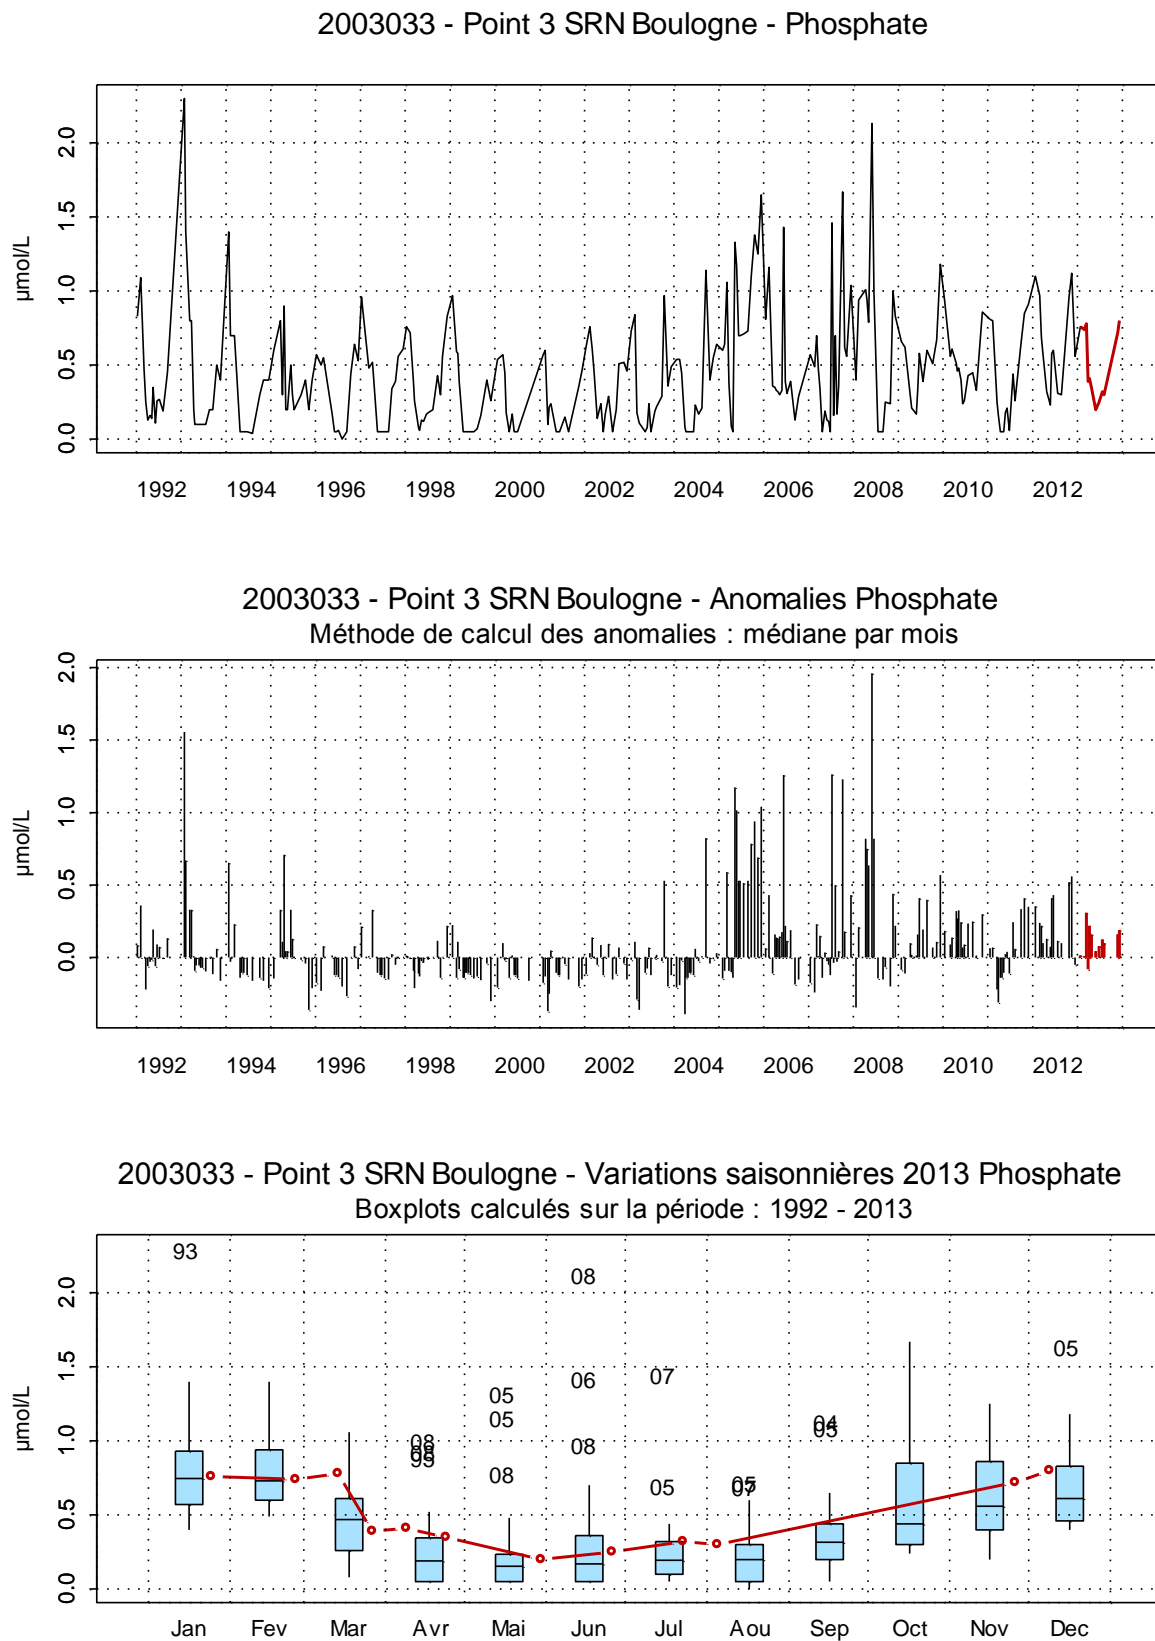 2003033 - Point 3 SRN Boulogne - Phosphate
µmol/L
2.0
1.5
1.0
0.5
0.0
1992 1994 1996 1998 2000 2002 2004 2006 2008 2010 2012
2003033 - Point 3 SRN Boulogne - Anomalies Phosphate
Méthode de calcul des anomalies : médiane par mois
µmol/L
2.0
1.5
1.0
0.5
0.0
1992 1994 1996 1998 2000 2002 2004 2006 2008 2010 2012
2003033 - Point 3 SRN Boulogne - Variations saisonnières 2013 Phosphate
Boxplots calculés sur la période : 1992 - 2013
µmol/L
2.0
1.5
1.0
0.5
0.0
93
08
05
06
07
05
05
08
08
95
08
08
05
05
07
04
05
Jan Fev Mar Avr Mai Jun Jul Aou Sep Oct Nov Dec